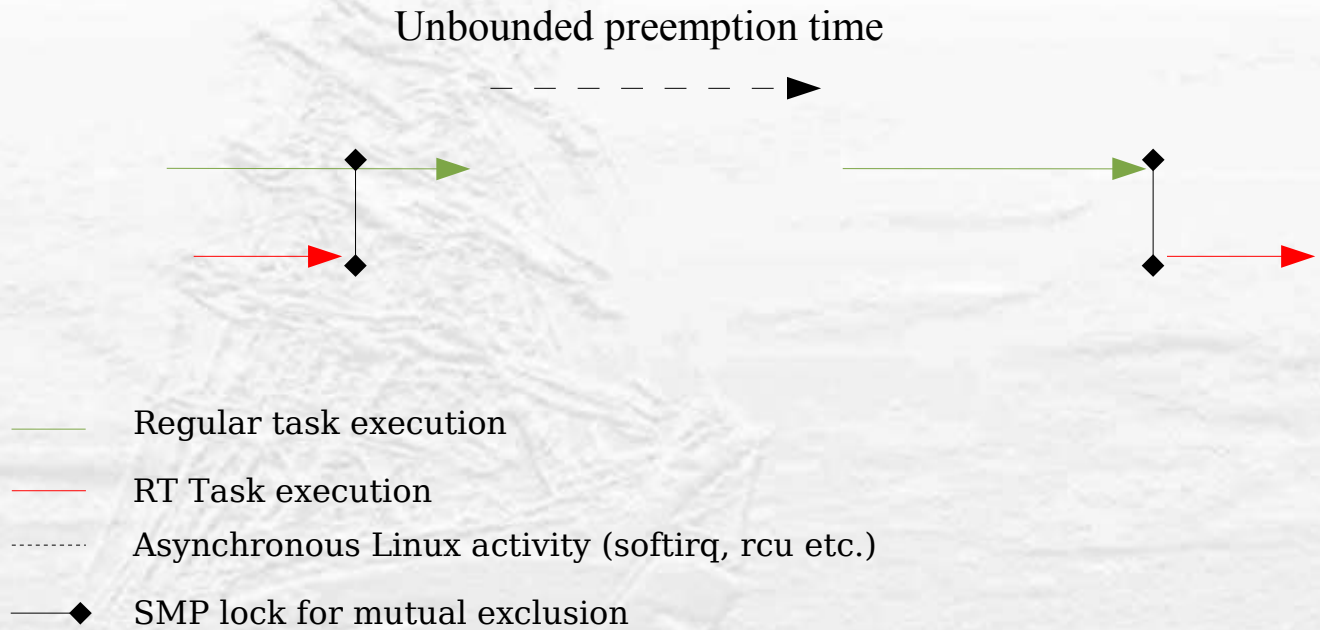 Unbounded preemption time
Regular task execution
RT Task execution
Asynchronous Linux activity (softirq, rcu etc.)
SMP lock for mutual exclusion